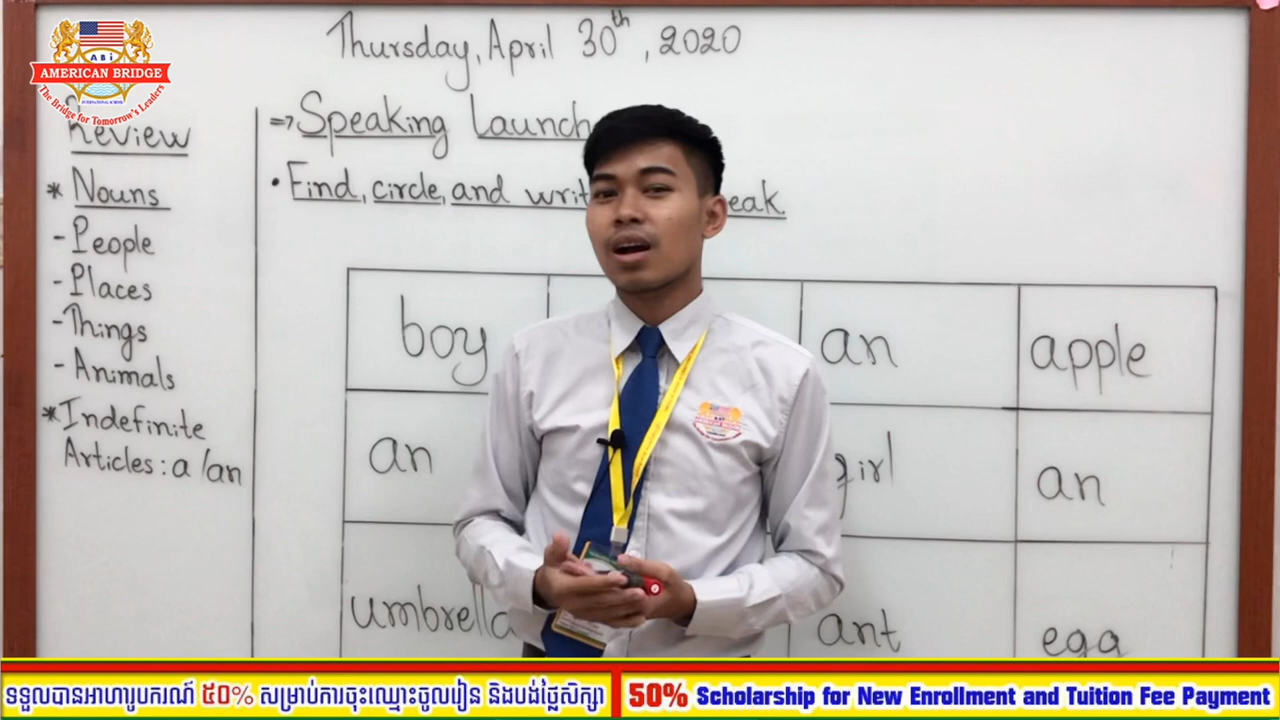 ABi
AMERICAN BRIDGE
INTERNATIONAL SCHOOL
The Bridge for Tomorrow's Leaders
Thursday, April 30th, 2020
Review
* Nouns
- People
- Places
- Things
- Animals
* Indefinite
Articles: a/an
⇒ Speaking Launch
• Find, circle, and writ eak.
boy an apple
an girl an
umbrella ant egg
ទទួលបានអាហារូបករណ៍ ៥០% សម្រាប់ការចុះឈ្មោះចូលរៀន និងបង់ថ្លៃសិក្សា
50% Scholarship for New Enrollment and Tuition Fee Payment